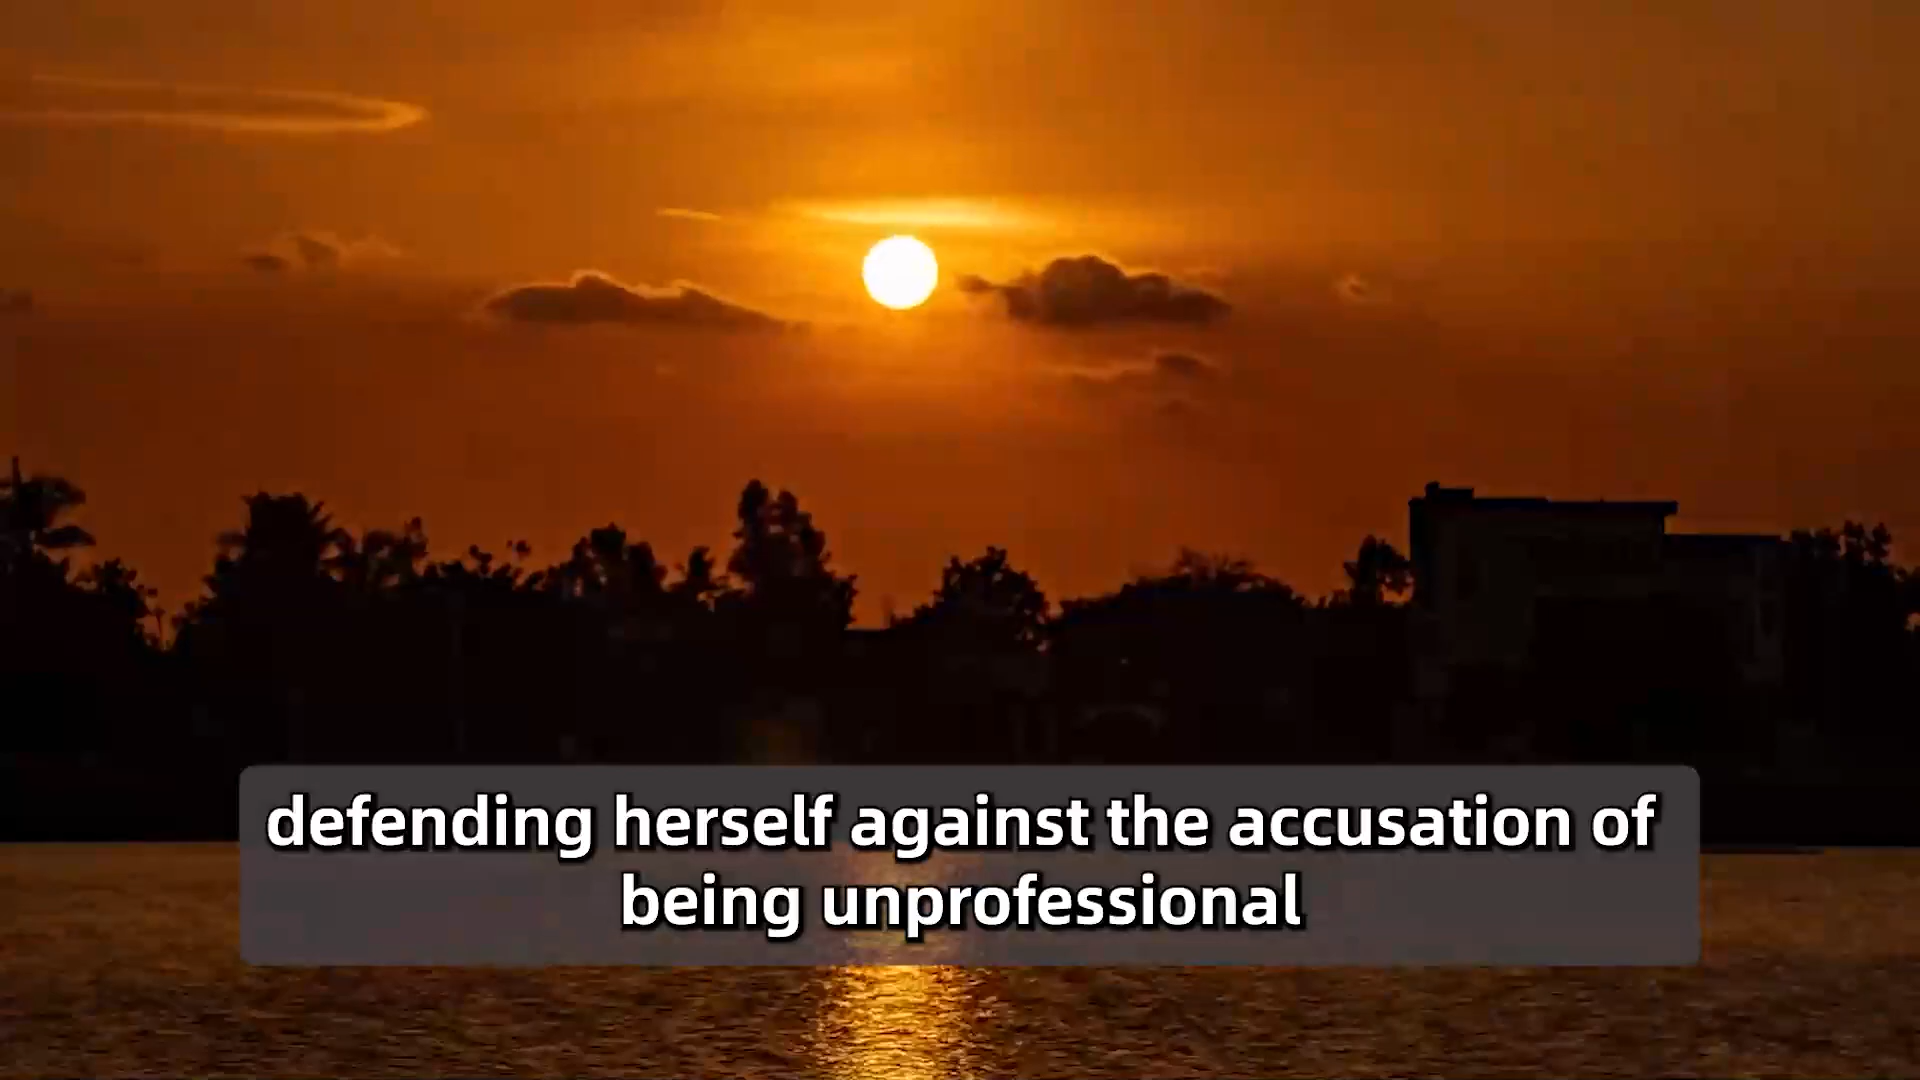 defending herself against the accusation of
being unprofessional